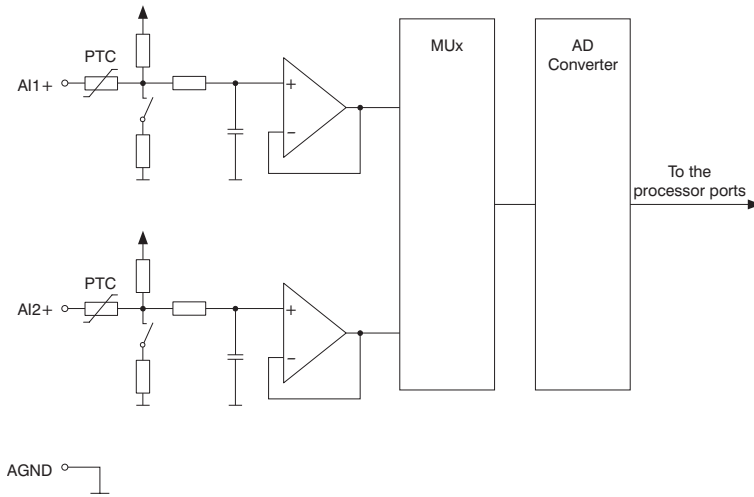 PTC
AI1+
+
−
MUx
AD
Converter
To the
processor ports
PTC
AI2+
+
−
AGND